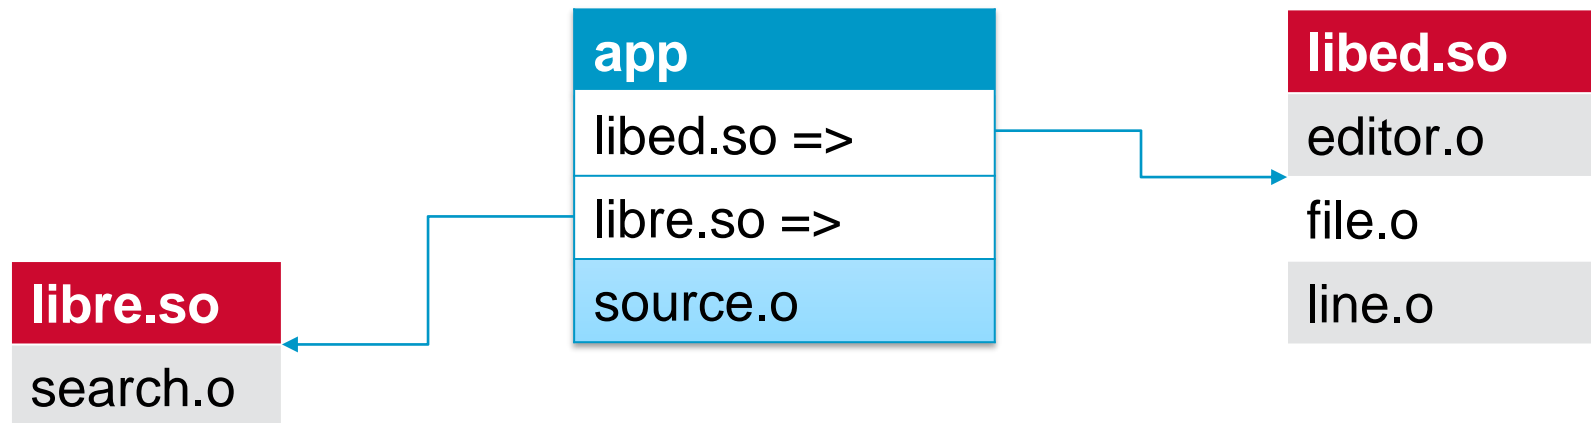 app
libed.so =>
libre.so =>
source.o
libed.so
editor.o
file.o
line.o
libre.so
search.o